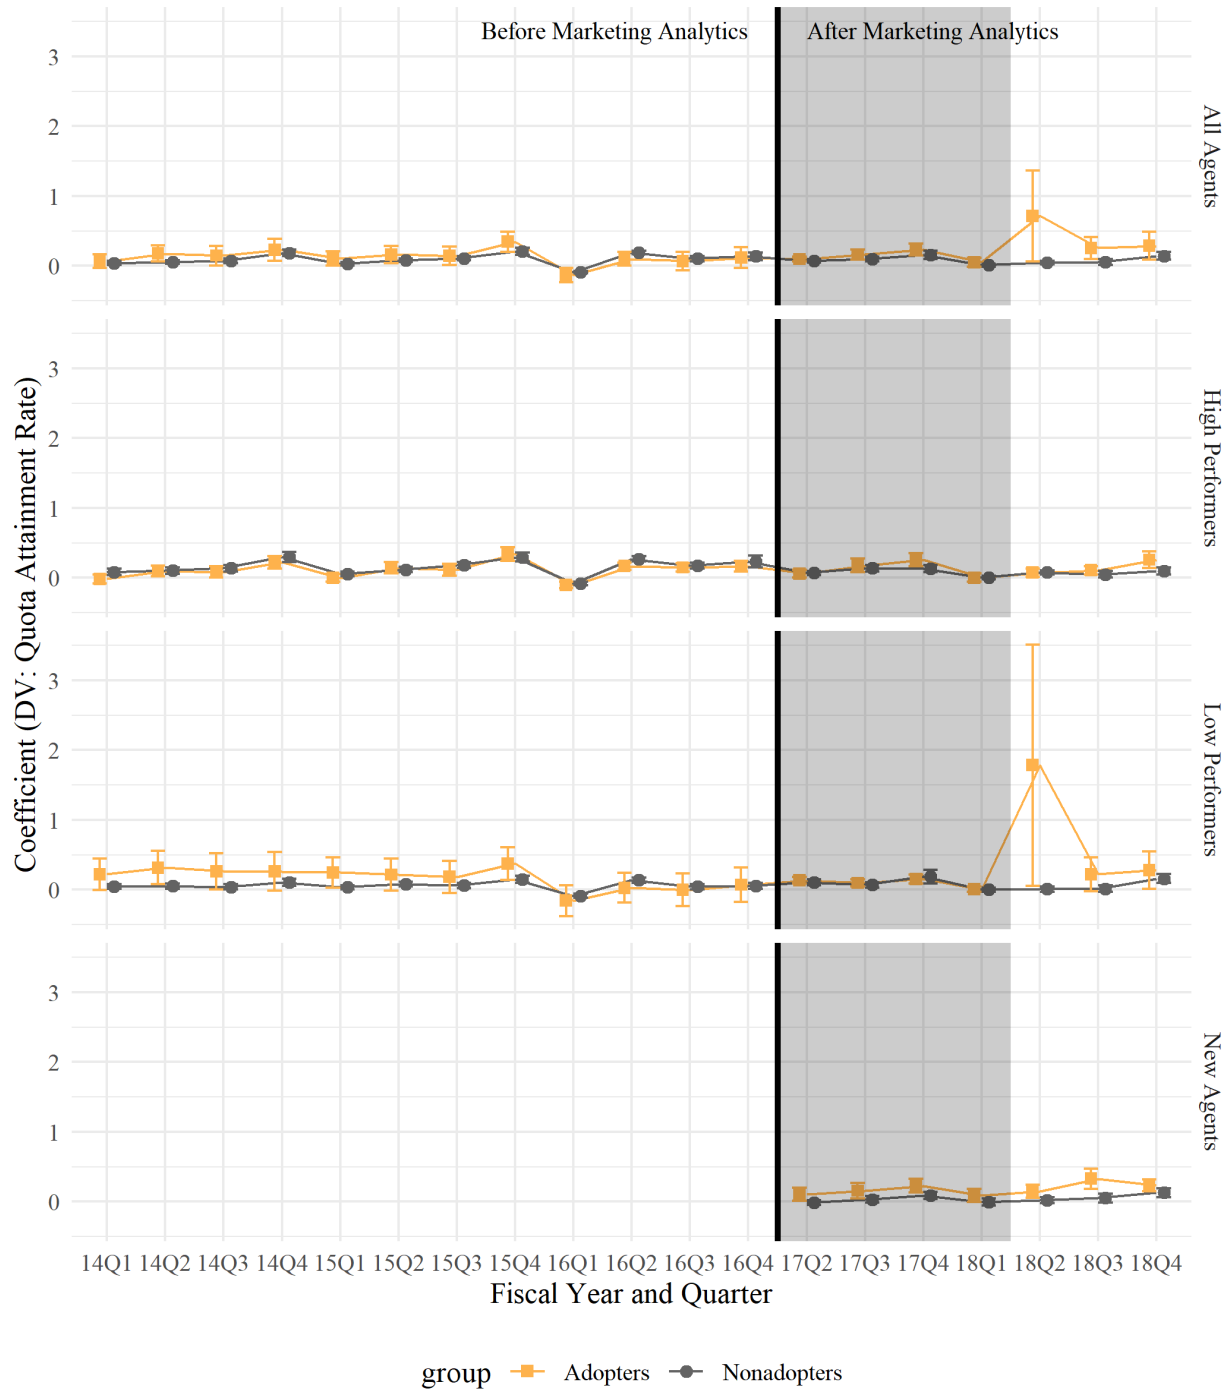 Before Marketing Analytics
After Marketing Analytics
3
2
1
0
All Agents
3
2
1
0
High Performers
3
2
1
0
Low Performers
3
2
1
0
New Agents
Coefficient (DV: Quota Attainment Rate)
14Q1 14Q2 14Q3 14Q4 15Q1 15Q2 15Q3 15Q4 16Q1 16Q2 16Q3 16Q4 17Q2 17Q3 17Q4 18Q1 18Q2 18Q3 18Q4
Fiscal Year and Quarter
group Adopters Nonadopters